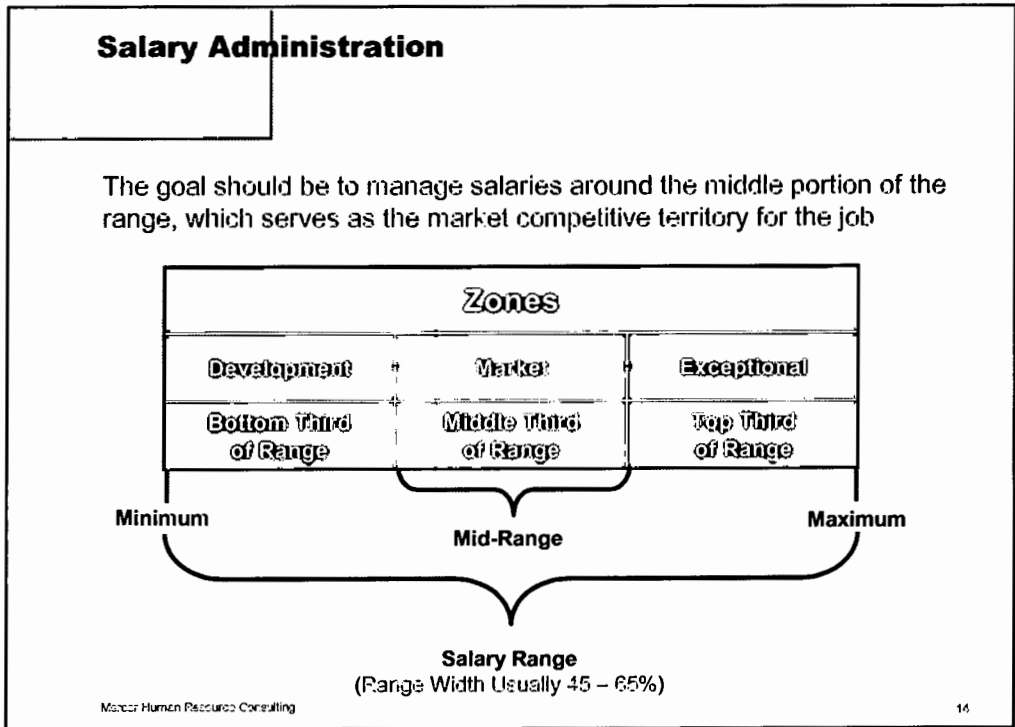 Salary Administration
The goal should be to manage salaries around the middle portion of the
range, which serves as the market competitive territory for the job
Zones
Development Market Exceptional
Bottom Third Middle Third Top Third
of Range of Range of Range
Minimum Maximum
Mid-Range
Salary Range
(Range Width Usually 45 – 65%)
Mercer Human Resource Consulting 14